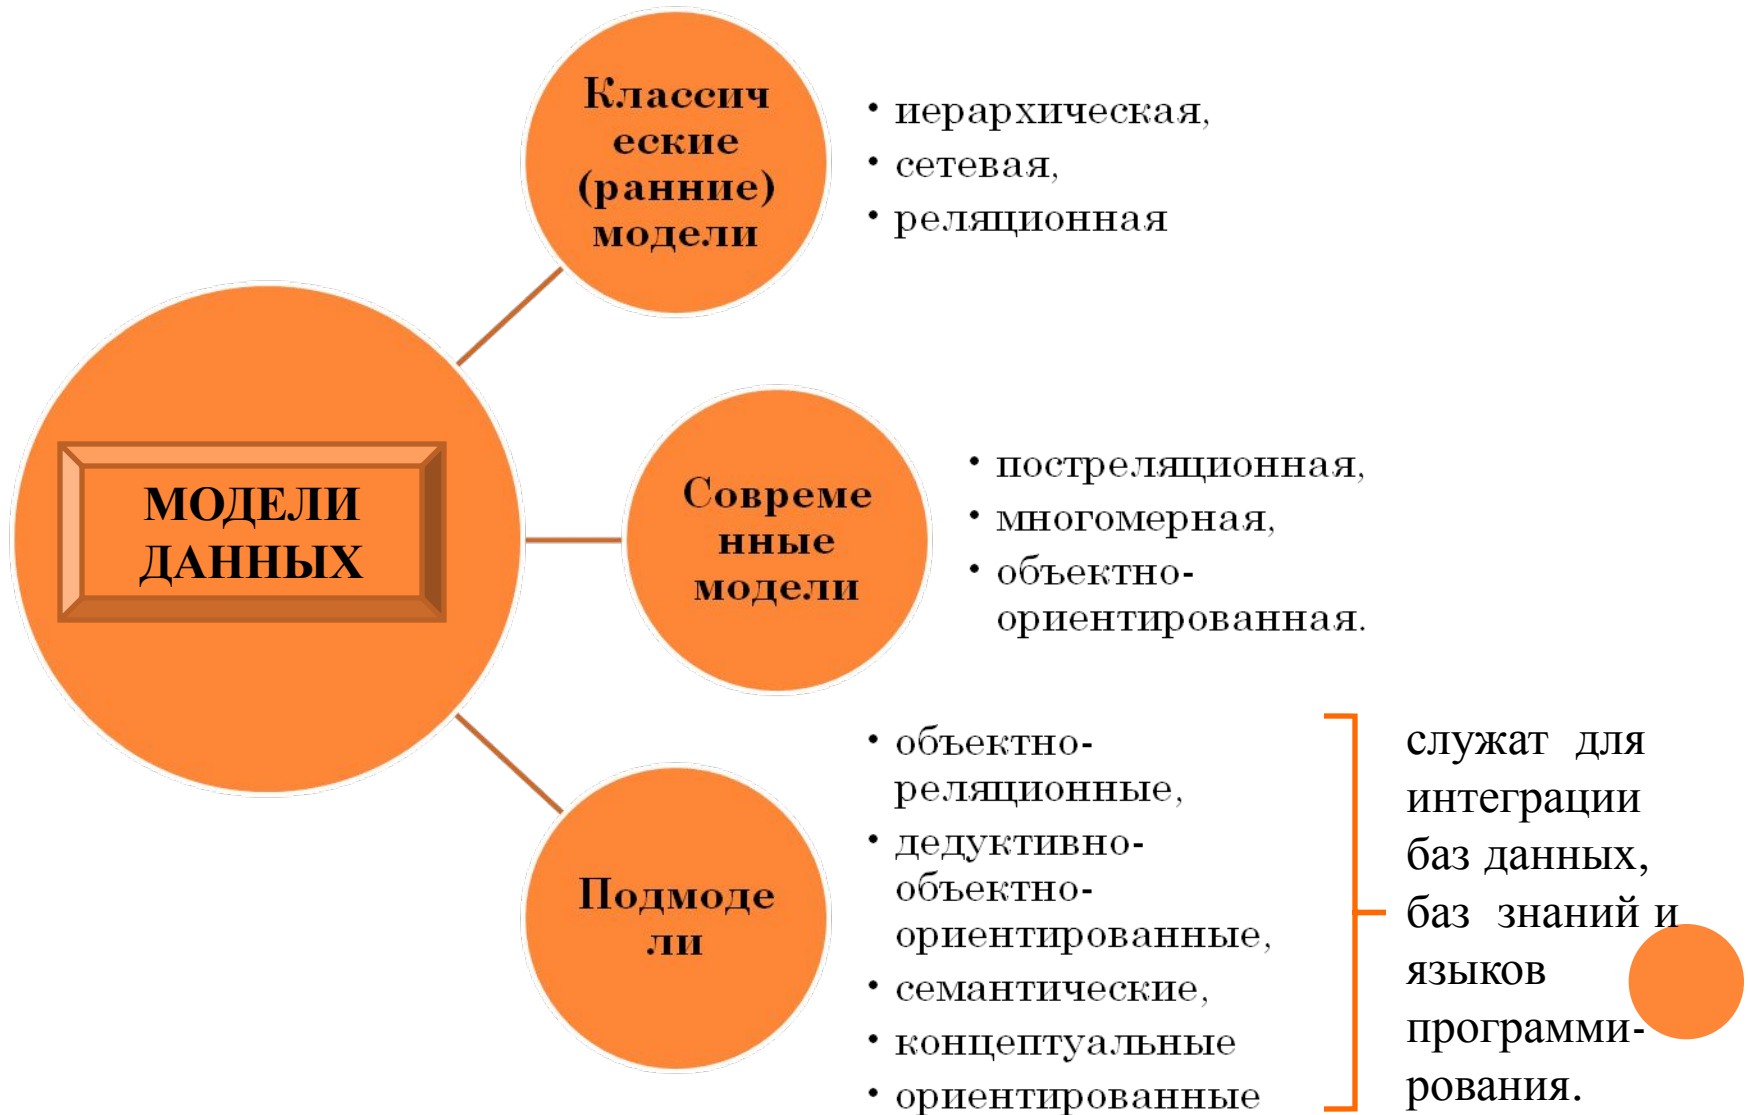 МОДЕЛИ
ДАННЫХ
Классич
еские
(ранние)
модели
• иерархическая,
• сетевая,
• реляционная
Совреме
нные
модели
• постреляционная,
• многомерная,
• объектно-
ориентированная.
Подмоде
ли
• объектно-
реляционные,
• дедуктивно-
объектно-
ориентированные,
• семантические,
• концептуальные
• ориентированные
служат для
интеграции
баз данных,
баз знаний и
языков
программи-
рования.